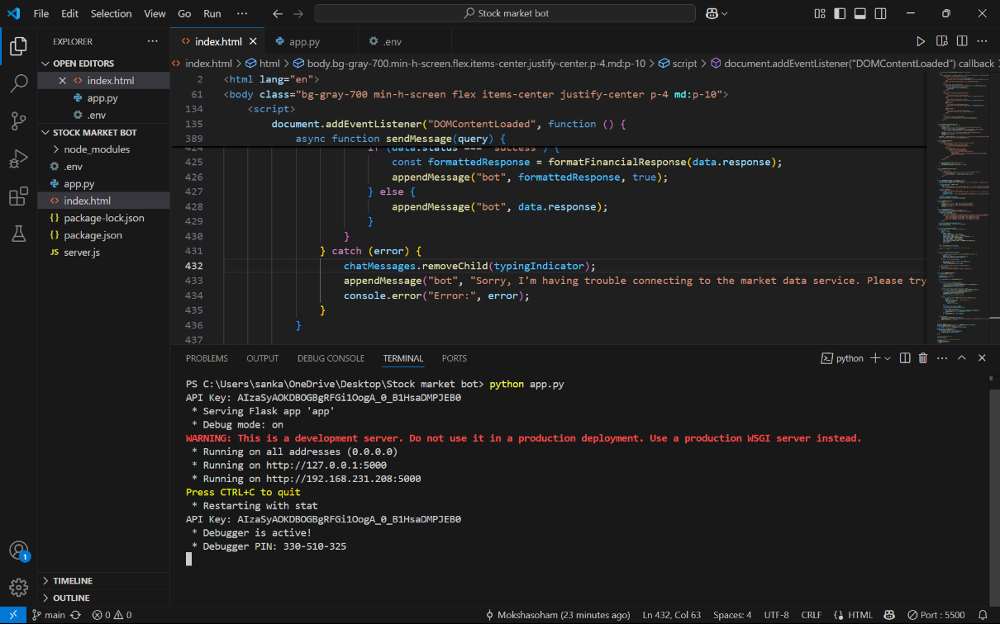 File Edit Selection View Go Run ··· Stock market bot
EXPLORER ···
OPEN EDITORS
index.html
app.py
.env
STOCK MARKET BOT
node_modules
.env
app.py
index.html
package-lock.json
package.json
JS server.js
TIMELINE
OUTLINE
index.html app.py .env
index.html > html > body.bg-gray-700.min-h-screen.flex.items-center.justify-center.p-4.md:p-10 > script > document.addEventListener("DOMContentLoaded") callback
2 <html lang="en">
61 <body class="bg-gray-700 min-h-screen flex items-center justify-center p-4 md:p-10">
134 <script>
135 document.addEventListener("DOMContentLoaded", function () {
389 async function sendMessage(query) {
424 if (data.status === "success") {
425 const formattedResponse = formatFinancialResponse(data.response);
426 appendMessage("bot", formattedResponse, true);
427 } else {
428 appendMessage("bot", data.response);
429 }
430 }
431 } catch (error) {
432 chatMessages.removeChild(typingIndicator);
433 appendMessage("bot", "Sorry, I'm having trouble connecting to the market data service. Please try
434 console.error("Error:", error);
435 }
436 }
437
PROBLEMS OUTPUT DEBUG CONSOLE TERMINAL PORTS python
PS C:\Users\sanka\OneDrive\Desktop\Stock market bot> python app.py
API Key: AIzaSyAOKDBOGBgRFGi1OogA_0_B1HsaDMPJEB0
* Serving Flask app 'app'
* Debug mode: on
WARNING: This is a development server. Do not use it in a production deployment. Use a production WSGI server instead.
* Running on all addresses (0.0.0.0)
* Running on http://127.0.0.1:5000
* Running on http://192.168.231.208:5000
Press CTRL+C to quit
* Restarting with stat
API Key: AIzaSyAOKDBOGBgRFGi1OogA_0_B1HsaDMPJEB0
* Debugger is active!
* Debugger PIN: 330-510-325
1
main 0 0 Mokshasoham (23 minutes ago) Ln 432, Col 63 Spaces: 4 UTF-8 CRLF HTML Port : 5500